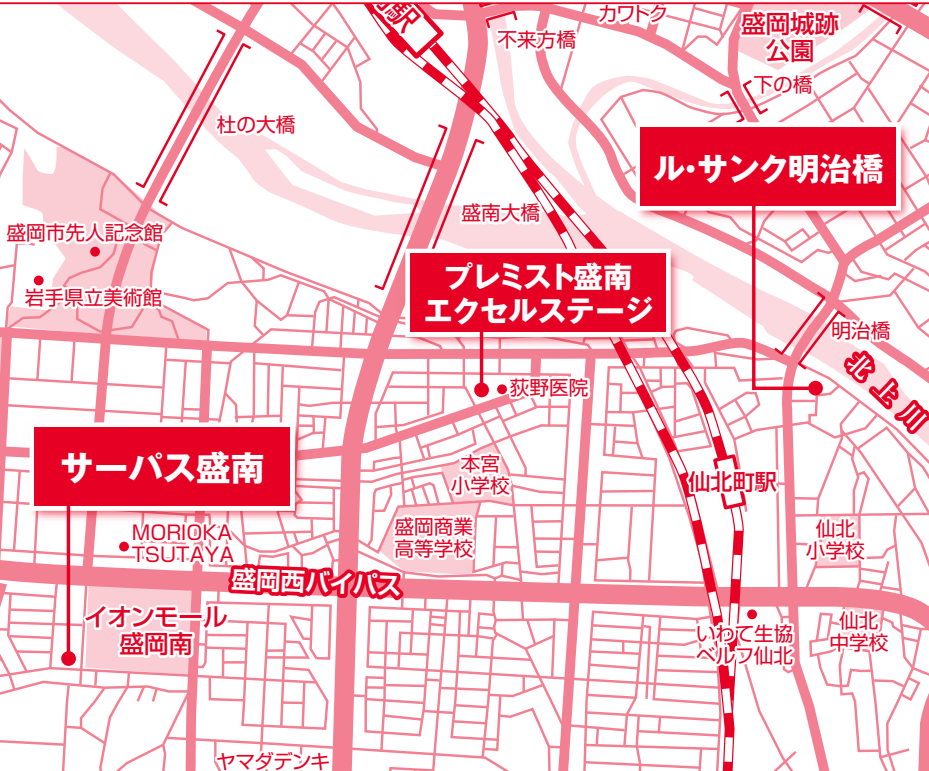 カワトク
盛岡城跡
公園
駅
不来方橋
下の橋
杜の大橋
ル・サンク明治橋
盛南大橋
盛岡市先人記念館
岩手県立美術館
プレミスト盛南
エクセルステージ
明治橋
北上川
荻野医院
サーパス盛南
本宮
小学校
仙北町駅
MORIOKA
TSUTAYA
盛岡商業
高等学校
仙北
小学校
盛岡西バイパス
イオンモール
盛岡南
いわて生協
ベルフ仙北
仙北
中学校
ヤマダデンキ